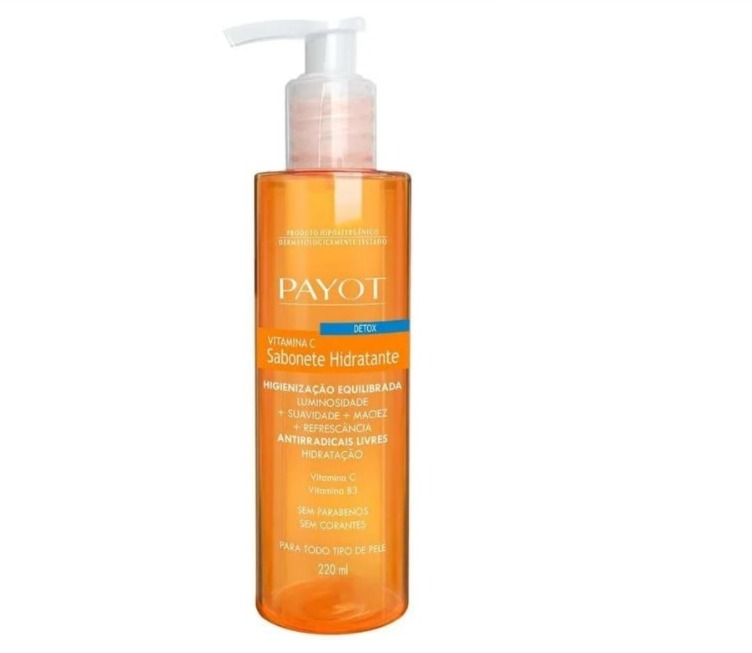 PRODUTO HIPOALERGÊNICO
DERMATOLOGICAMENTE TESTADO
PAYOT
DETOX
VITAMINA C
Sabonete Hidratante
HIGIENIZAÇÃO EQUILIBRADA
LUMINOSIDADE
+ SUAVIDADE + MACIEZ
+ REFRESCÂNCIA
ANTIRRADICAIS LIVRES
HIDRATAÇÃO
Vitamina C
Vitamina B3
SEM PARABENOS
SEM CORANTES
PARA TODO TIPO DE PELE
220 ml